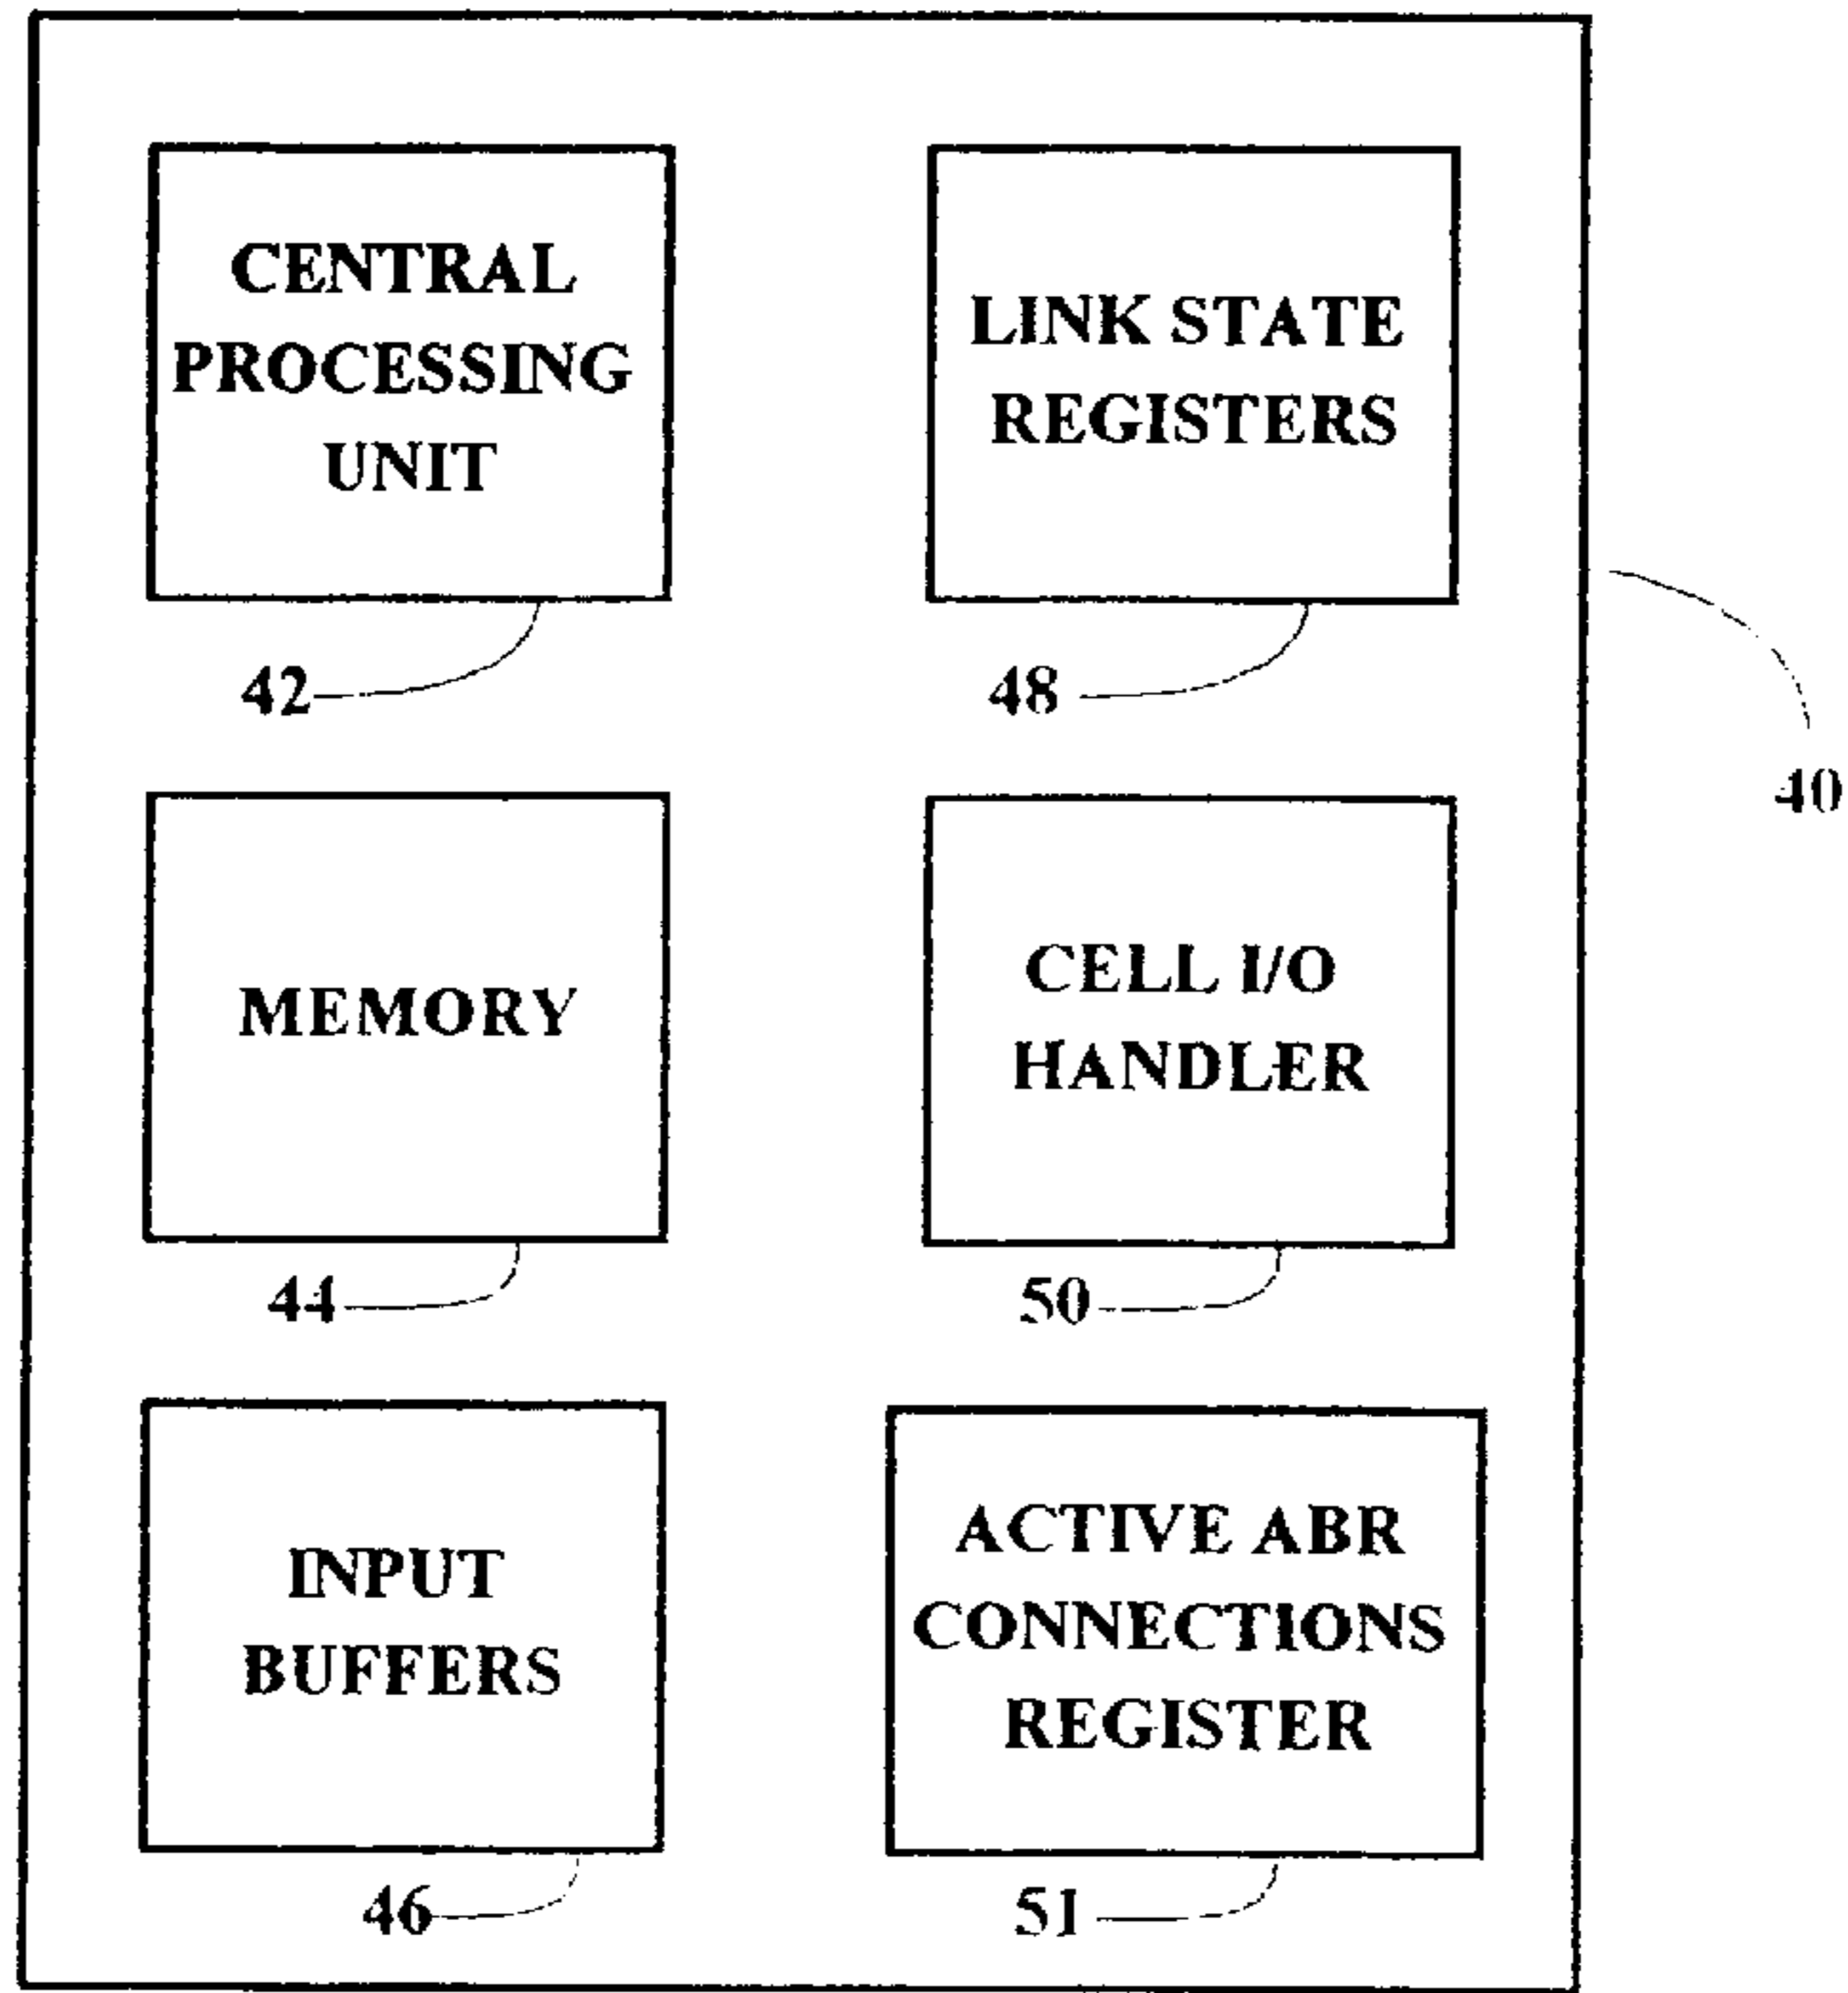 CENTRAL
PROCESSING
UNIT
42
LINK STATE
REGISTERS
48
40
MEMORY
44
CELL I/O
HANDLER
50
INPUT
BUFFERS
46
ACTIVE ABR
CONNECTIONS
REGISTER
51